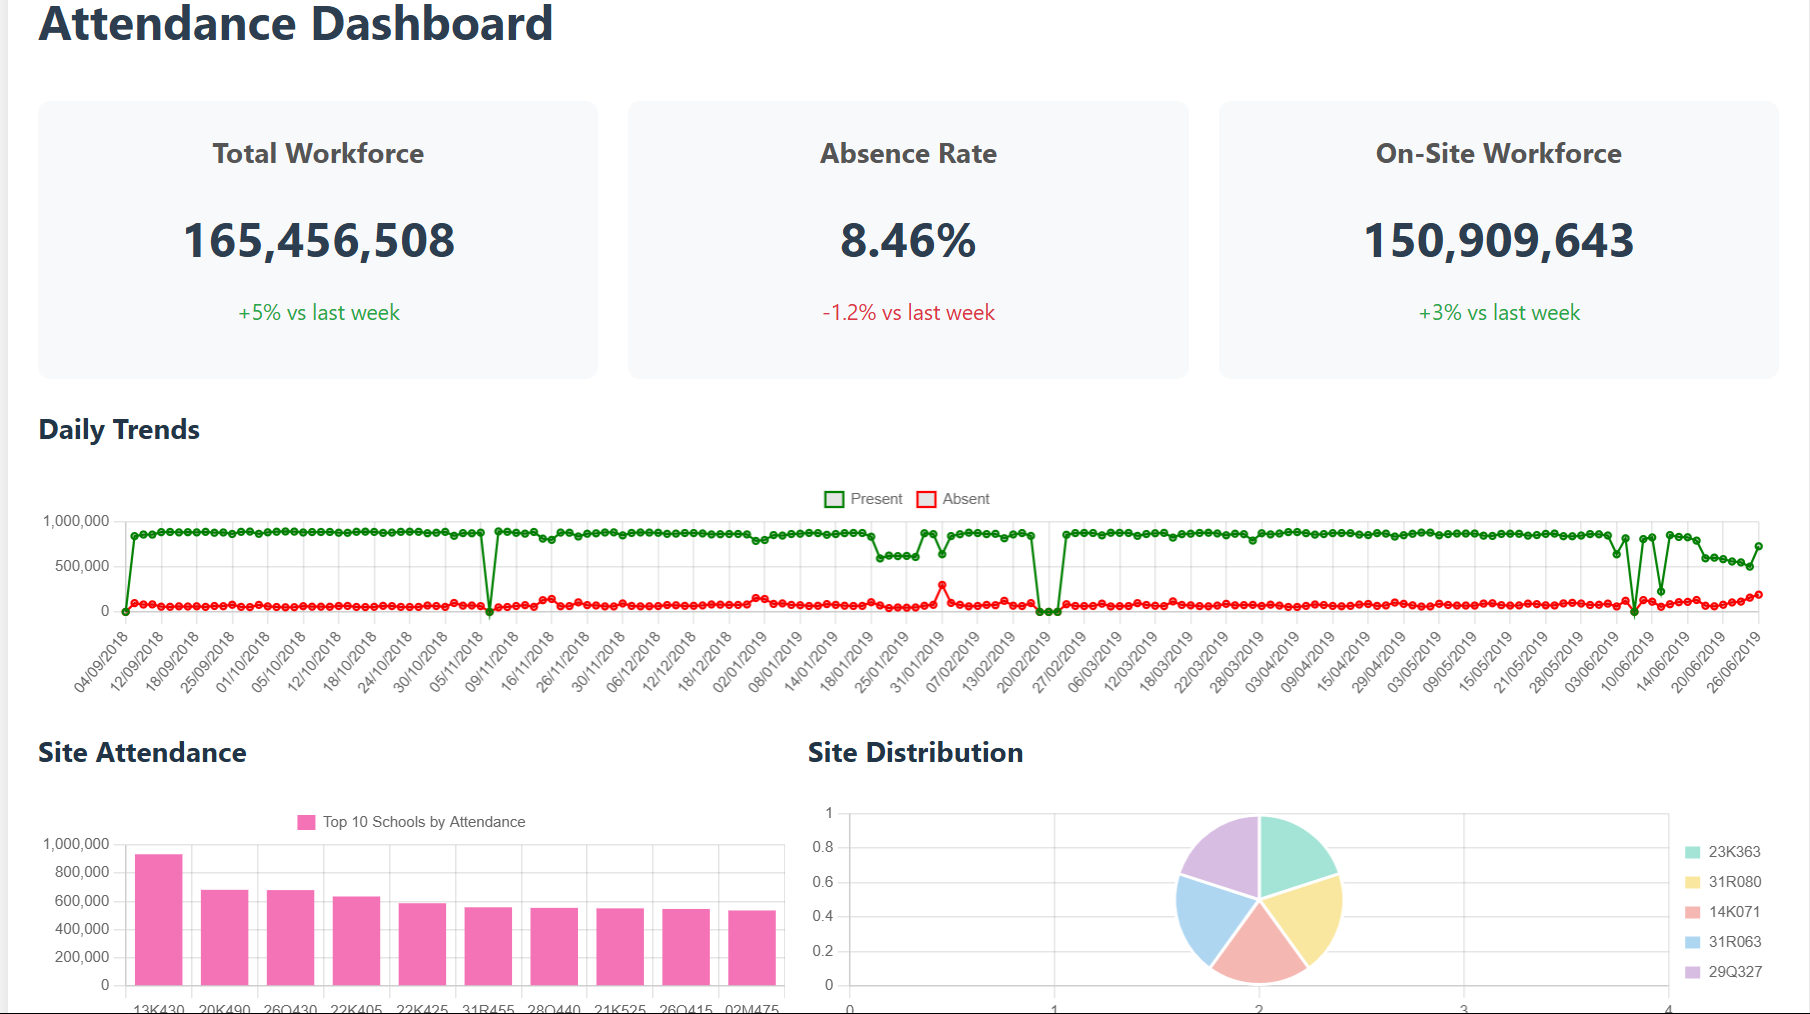 Attendance Dashboard
Total Workforce
165,456,508
+5% vs last week
Absence Rate
8.46%
-1.2% vs last week
On-Site Workforce
150,909,643
+3% vs last week
Daily Trends
Present Absent
1,000,000
500,000
0
04/09/2018 12/09/2018 18/09/2018 25/09/2018 01/10/2018 05/10/2018 12/10/2018 18/10/2018 24/10/2018 30/10/2018 05/11/2018 09/11/2018 16/11/2018 26/11/2018 30/11/2018 06/12/2018 12/12/2018 18/12/2018 02/01/2019 08/01/2019 14/01/2019 18/01/2019 25/01/2019 31/01/2019 07/02/2019 13/02/2019 20/02/2019 27/02/2019 06/03/2019 12/03/2019 18/03/2019 22/03/2019 28/03/2019 03/04/2019 09/04/2019 15/04/2019 29/04/2019 03/05/2019 09/05/2019 15/05/2019 21/05/2019 28/05/2019 03/06/2019 10/06/2019 14/06/2019 20/06/2019 26/06/2019
Site Attendance
Top 10 Schools by Attendance
1,000,000
800,000
600,000
400,000
200,000
0
13K430 20K490 26Q430 22K405 22K425 31R455 28Q440 21K525 26Q415 02M475
Site Distribution
1
0.8
0.6
0.4
0.2
0
0 1 2 3 4
23K363
31R080
14K071
31R063
29Q327